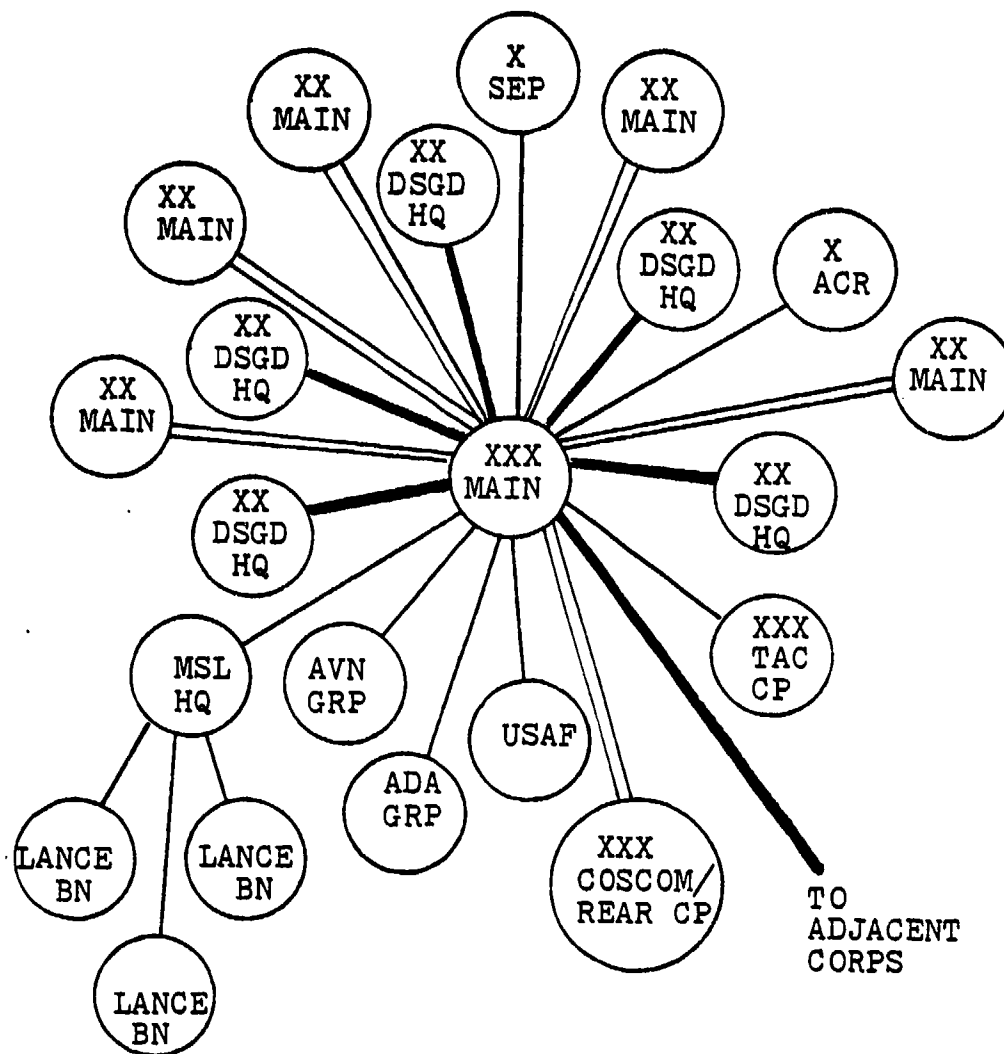 X
SEP
XX
MAIN
XX
MAIN
XX
DSGD
HQ
XX
MAIN
XX
DSGD
HQ
X
ACR
XX
DSGD
HQ
XX
MAIN
XX
MAIN
XXX
MAIN
XX
DSGD
HQ
XX
DSGD
HQ
XXX
TAC
CP
MSL
HQ
AVN
GRP
USAF
ADA
GRP
LANCE
BN
LANCE
BN
XXX
COSCOM/
REAR CP
TO
ADJACENT
CORPS
LANCE
BN